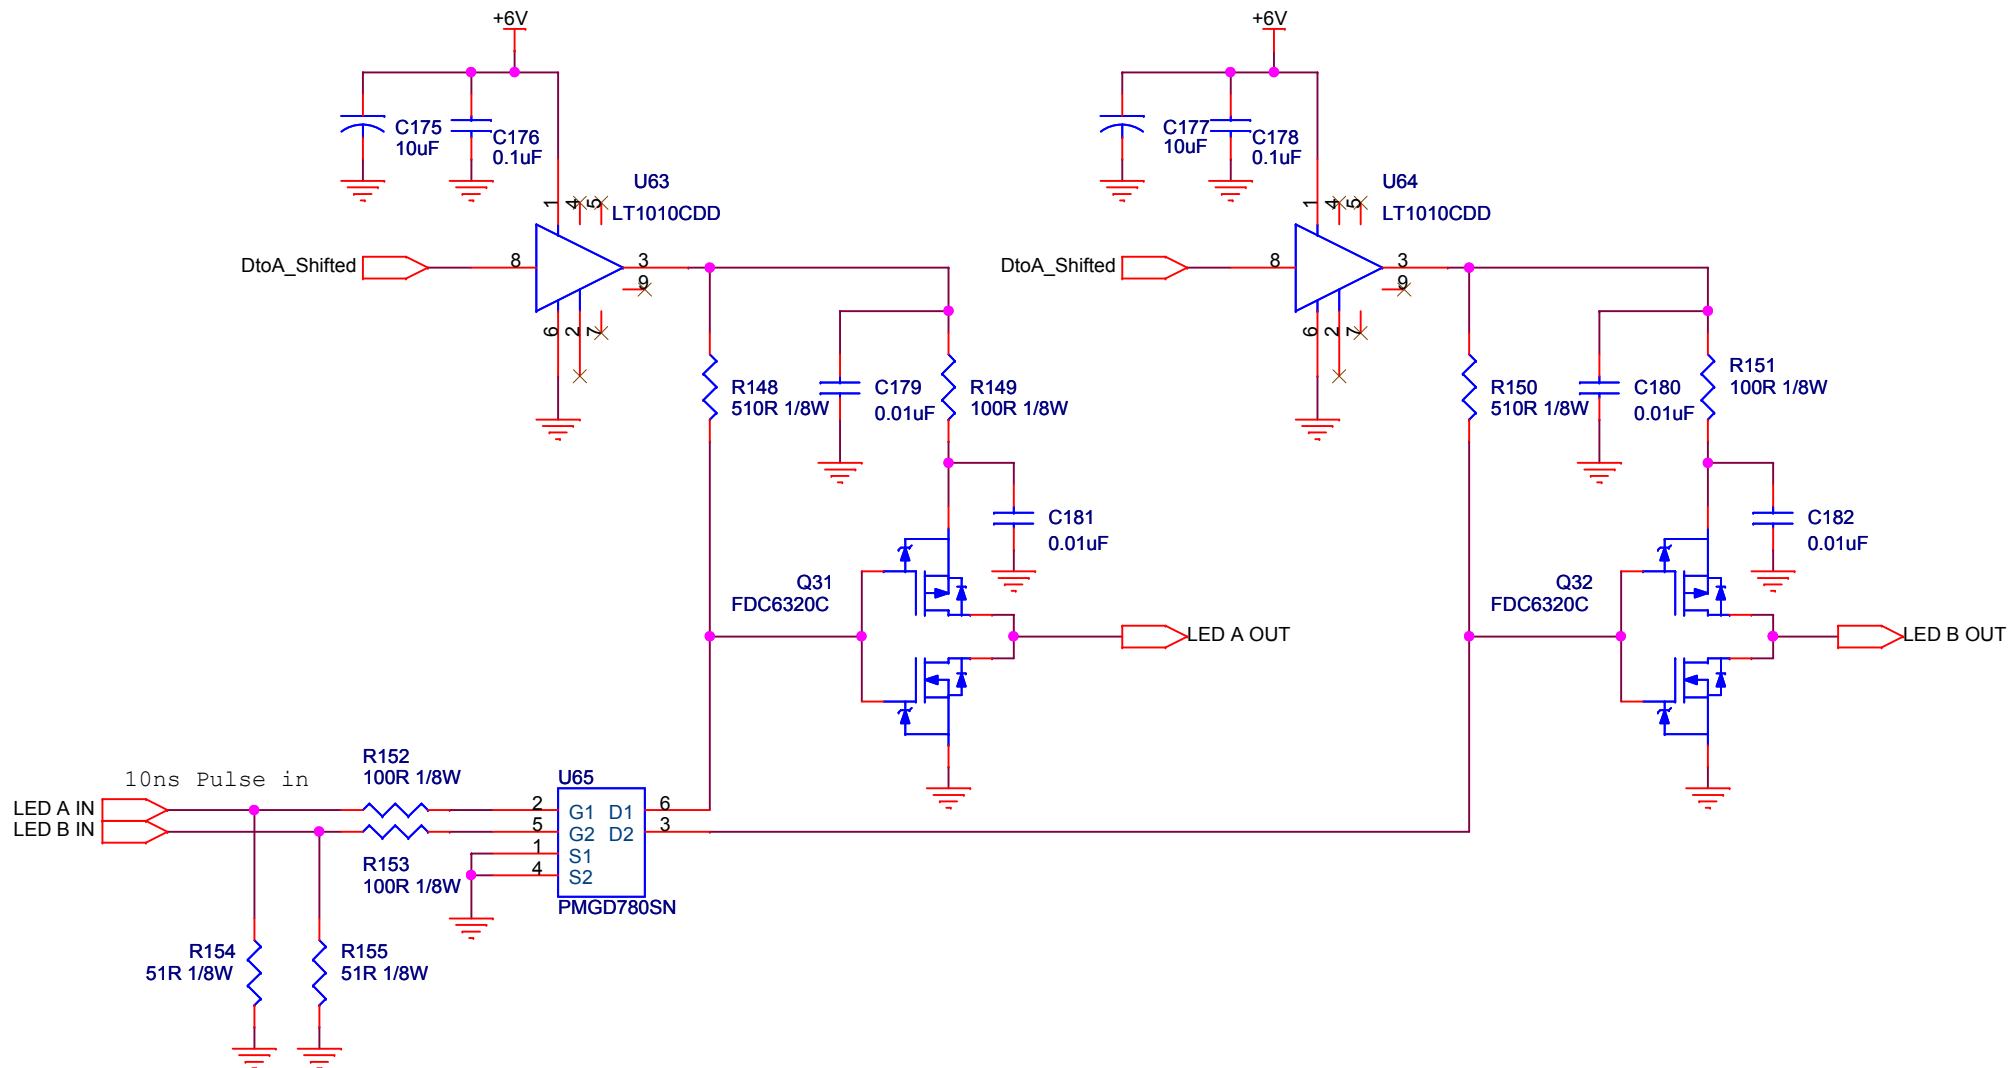 +6V
+6V
C175
10uF
C176
0.1uF
C177
10uF
C178
0.1uF
U63
LT1010CDD
U64
LT1010CDD
1
4
5
1
4
5
DtoA_Shifted
8
3
9
DtoA_Shifted
8
3
9
6
2
7
6
2
7
R148
510R 1/8W
C179
0.01uF
R149
100R 1/8W
R150
510R 1/8W
C180
0.01uF
R151
100R 1/8W
C181
0.01uF
C182
0.01uF
Q31
FDC6320C
Q32
FDC6320C
LED A OUT
LED B OUT
10ns Pulse in
R152
100R 1/8W
U65
LED A IN
LED B IN
2
5
1
4
G1 D1
G2 D2
S1
S2
6
3
R153
100R 1/8W
PMGD780SN
R154
51R 1/8W
R155
51R 1/8W